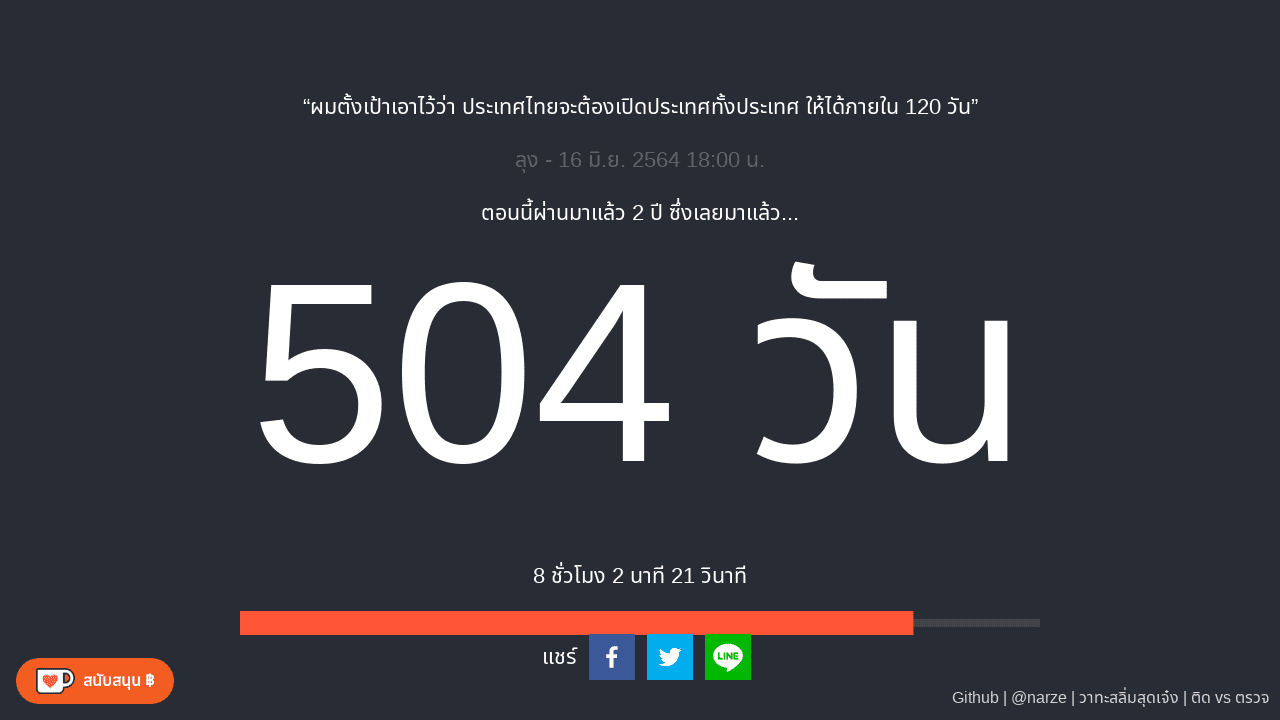 “ผมตั้งเป้าเอาไว้ว่า ประเทศไทยจะต้องเปิดประเทศทั้งประเทศ ให้ได้ภายใน 120 วัน”
ลุง - 16 มิ.ย. 2564 18:00 น.
ตอนนี้ผ่านมาแล้ว 2 ปี ซึ่งเลยมาแล้ว...
504 วัน
8 ชั่วโมง 2 นาที 21 วินาที
แชร์
LINE
สนับสนุน ฿
Github | @narze | วาทะสลิ่มสุดเจ๋ง | ติด vs ตรวจ